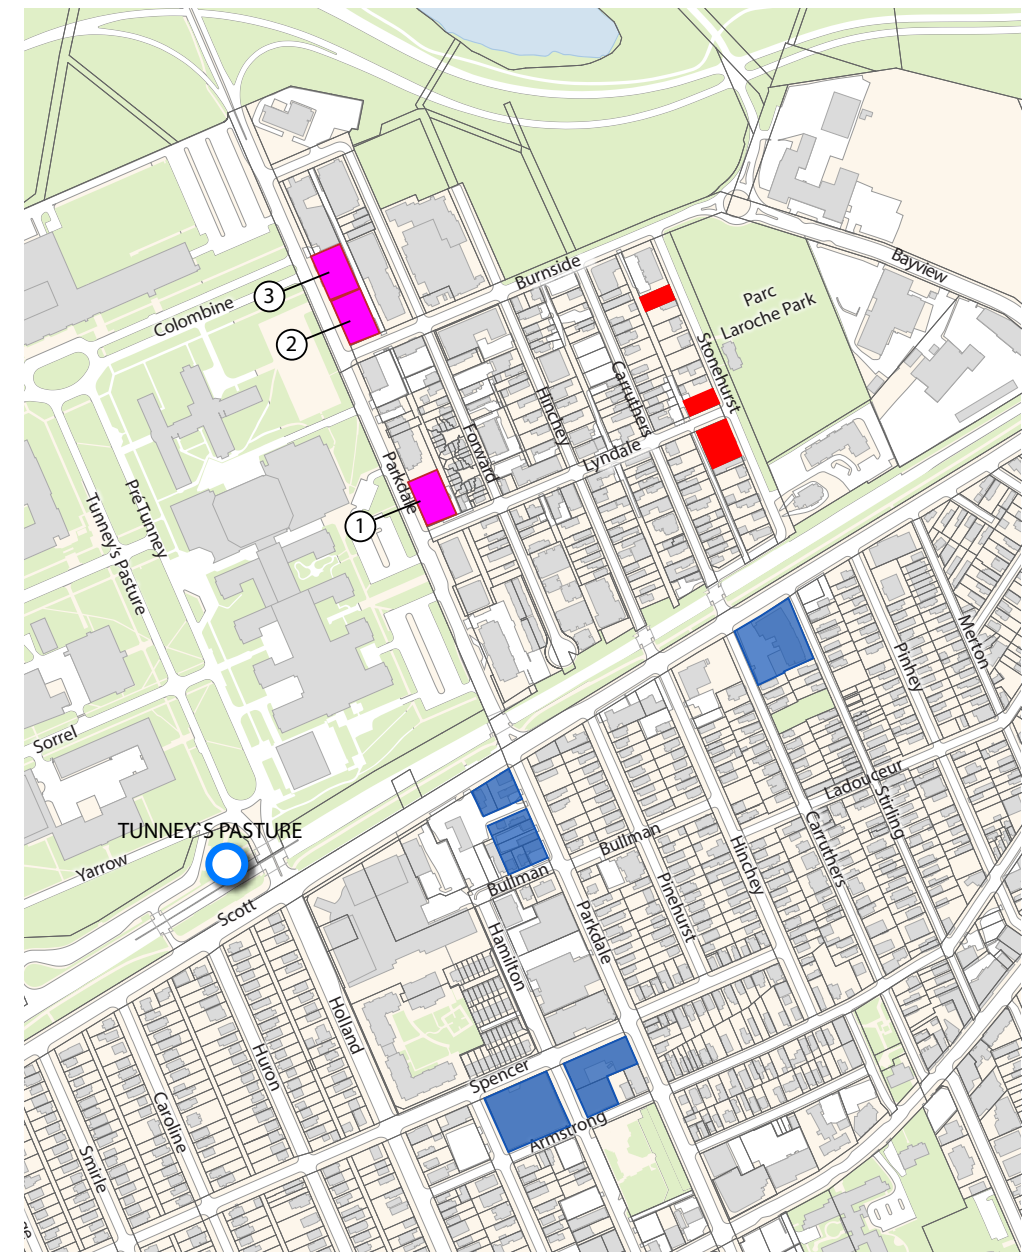 Bayview
Burnside
3
Colombine
Parc
Laroche Park
2
Stonehurst
Carruthers
Hinchey
Forward
Lyndale
Parkdale
1
PréTunney
Tunney's Pasture
Merton
Pinhey
Sorrel
Ladouceur
Stirling
Carruthers
TUNNEY`S PASTURE
Yarrow
Bullman
Hinchey
Bullman
Pinehurst
Scott
Parkdale
Hamilton
Holland
Huron
Spencer
Armstrong
Caroline
Smirle